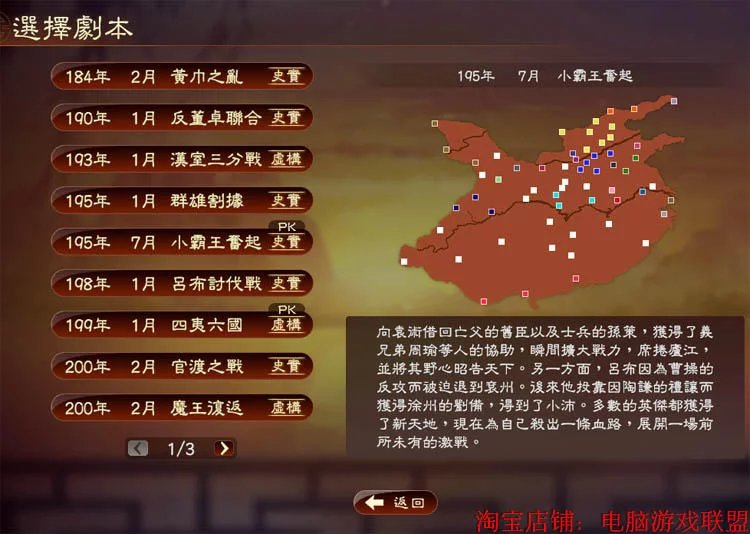 選擇劇本
184年 2月 黃巾之亂 史實
190年 1月 反董卓聯合 史實
193年 1月 漢室三分戰 虛構
195年 1月 群雄割據 史實
PK
195年 7月 小霸王奮起 史實
198年 1月 呂布討伐戰 史實
PK
199年 1月 四夷六國 虛構
200年 2月 官渡之戰 史實
200年 2月 魔王復返 虛構
1/3
195年 7月 小霸王奮起
向袁術借回亡父的舊臣以及士兵的孫策，獲得了義
兄弟周瑜等人的協助，瞬間擴大戰力，席捲廬江，
並將其野心昭告天下。另一方面，呂布因為曹操的
反攻而被迫退到兗州。後來他投靠因陶謙的禮讓而
獲得徐州的劉備，得到了小沛。多數的英傑都獲得
了新天地，現在為自己殺出一條血路，展開一場前
所未有的激戰。
返回
淘宝店铺：电脑游戏联盟